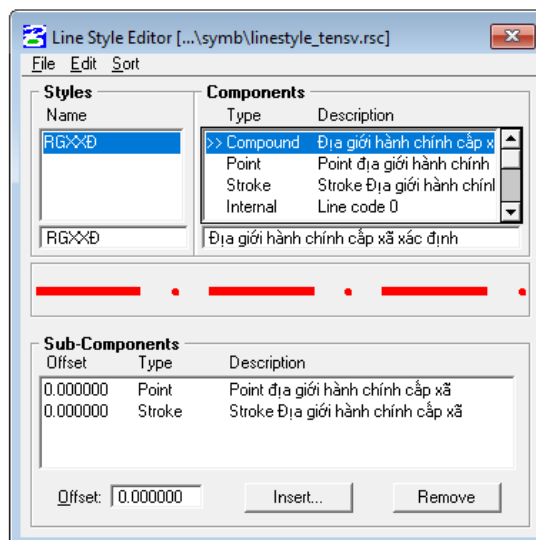 Line Style Editor [...\symb\linestyle_tensv.rsc]
File Edit Sort
Styles
Name
RGXXĐ
RGXXĐ
Components
Type Description
>> Compound Địa giới hành chính cấp x
Point Point địa giới hành chính
Stroke Stroke Địa giới hành chính
Internal Line code 0
Địa giới hành chính cấp xã xác định
Sub-Components
Offset Type Description
0.000000 Point Point địa giới hành chính cấp xã
0.000000 Stroke Stroke Địa giới hành chính cấp xã
Offset: 0.000000 Insert... Remove